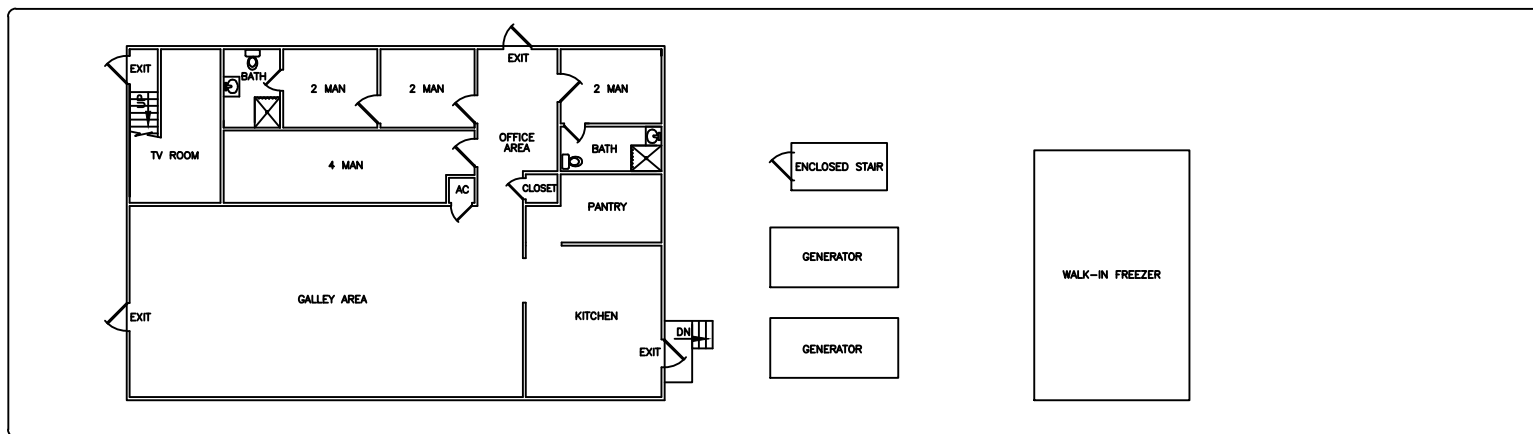 EXIT
EXIT
BATH
2 MAN
2 MAN
2 MAN
UP
OFFICE
AREA
TV ROOM
4 MAN
BATH
ENCLOSED STAIR
AC
CLOSET
PANTRY
GENERATOR
WALK-IN FREEZER
GALLEY AREA
EXIT
KITCHEN
DN
EXIT
GENERATOR